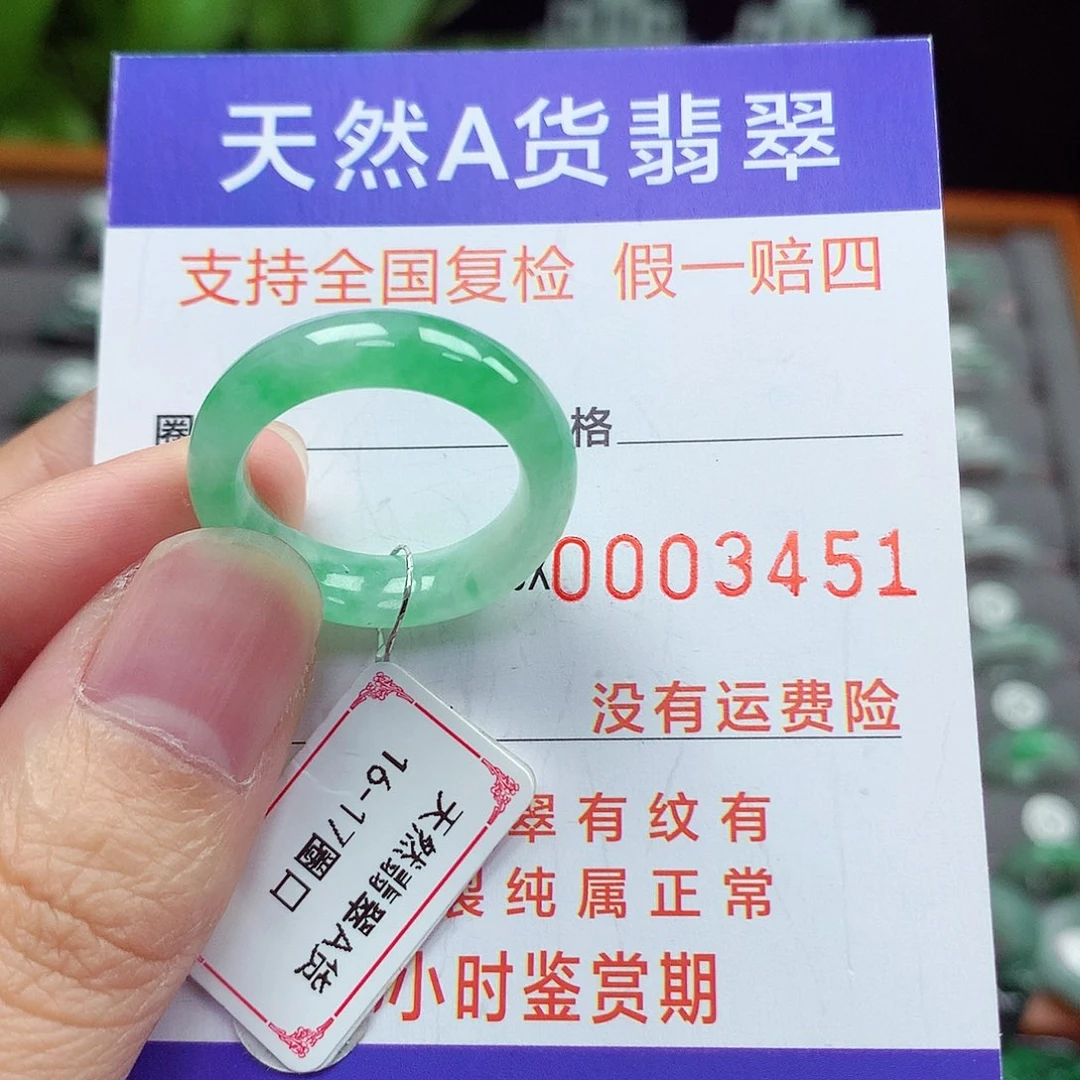 天然A货翡翠
支持全国复检 假一赔四
圈 格
0003451
没有运费险
翠有纹有
裂纯属正常
小时鉴赏期
天然翡翠A货
16-17圈口